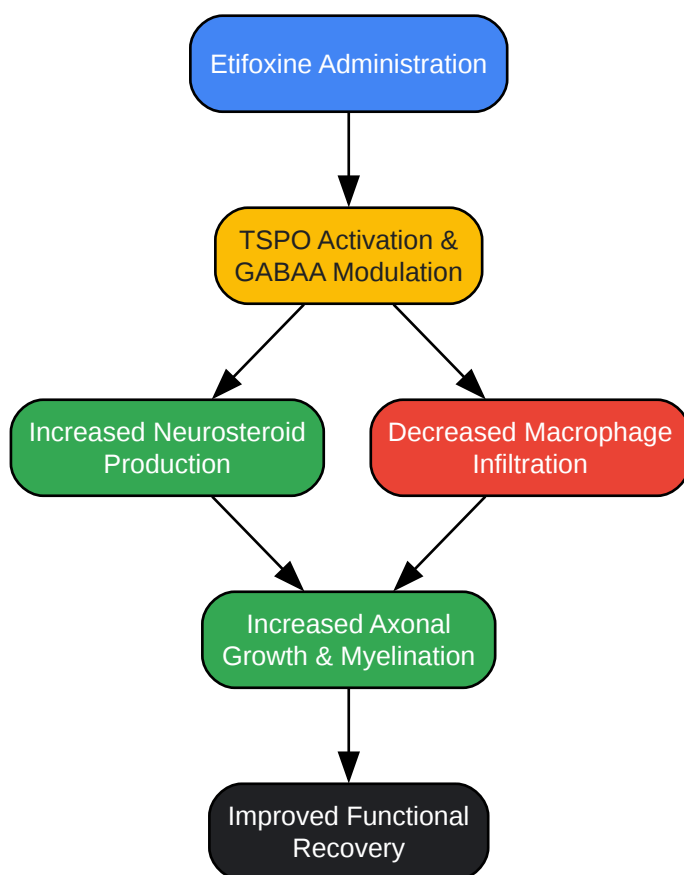 Etifoxine Administration
TSPO Activation &
GABAA Modulation
Increased Neurosteroid
Production
Decreased Macrophage
Infiltration
Increased Axonal
Growth & Myelination
Improved Functional
Recovery